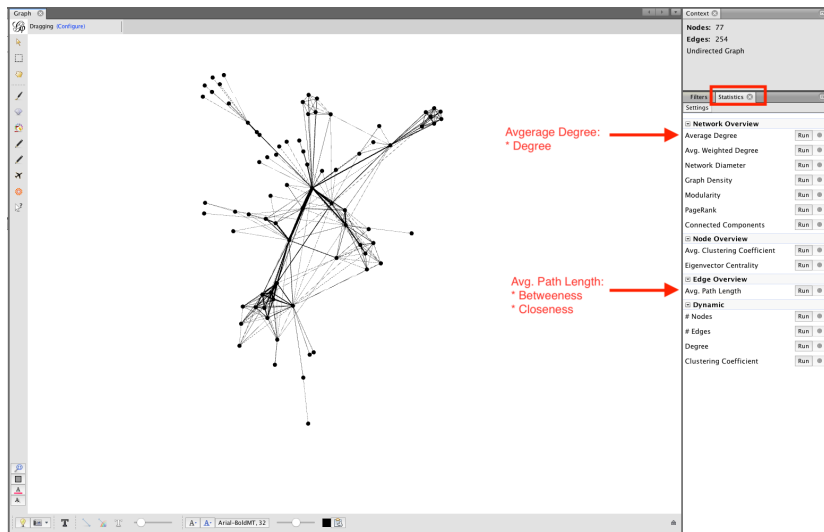 Graph
Dragging (Configure)
Avgerage Degree:
* Degree
Avg. Path Length:
* Betweeness
* Closeness
Arial-BoldMT, 32
Context
Nodes: 77
Edges: 254
Undirected Graph
Filters Statistics
Settings
Network Overview
Average Degree Run
Avg. Weighted Degree Run
Network Diameter Run
Graph Density Run
Modularity Run
PageRank Run
Connected Components Run
Node Overview
Avg. Clustering Coefficient Run
Eigenvector Centrality Run
Edge Overview
Avg. Path Length Run
Dynamic
# Nodes Run
# Edges Run
Degree Run
Clustering Coefficient Run